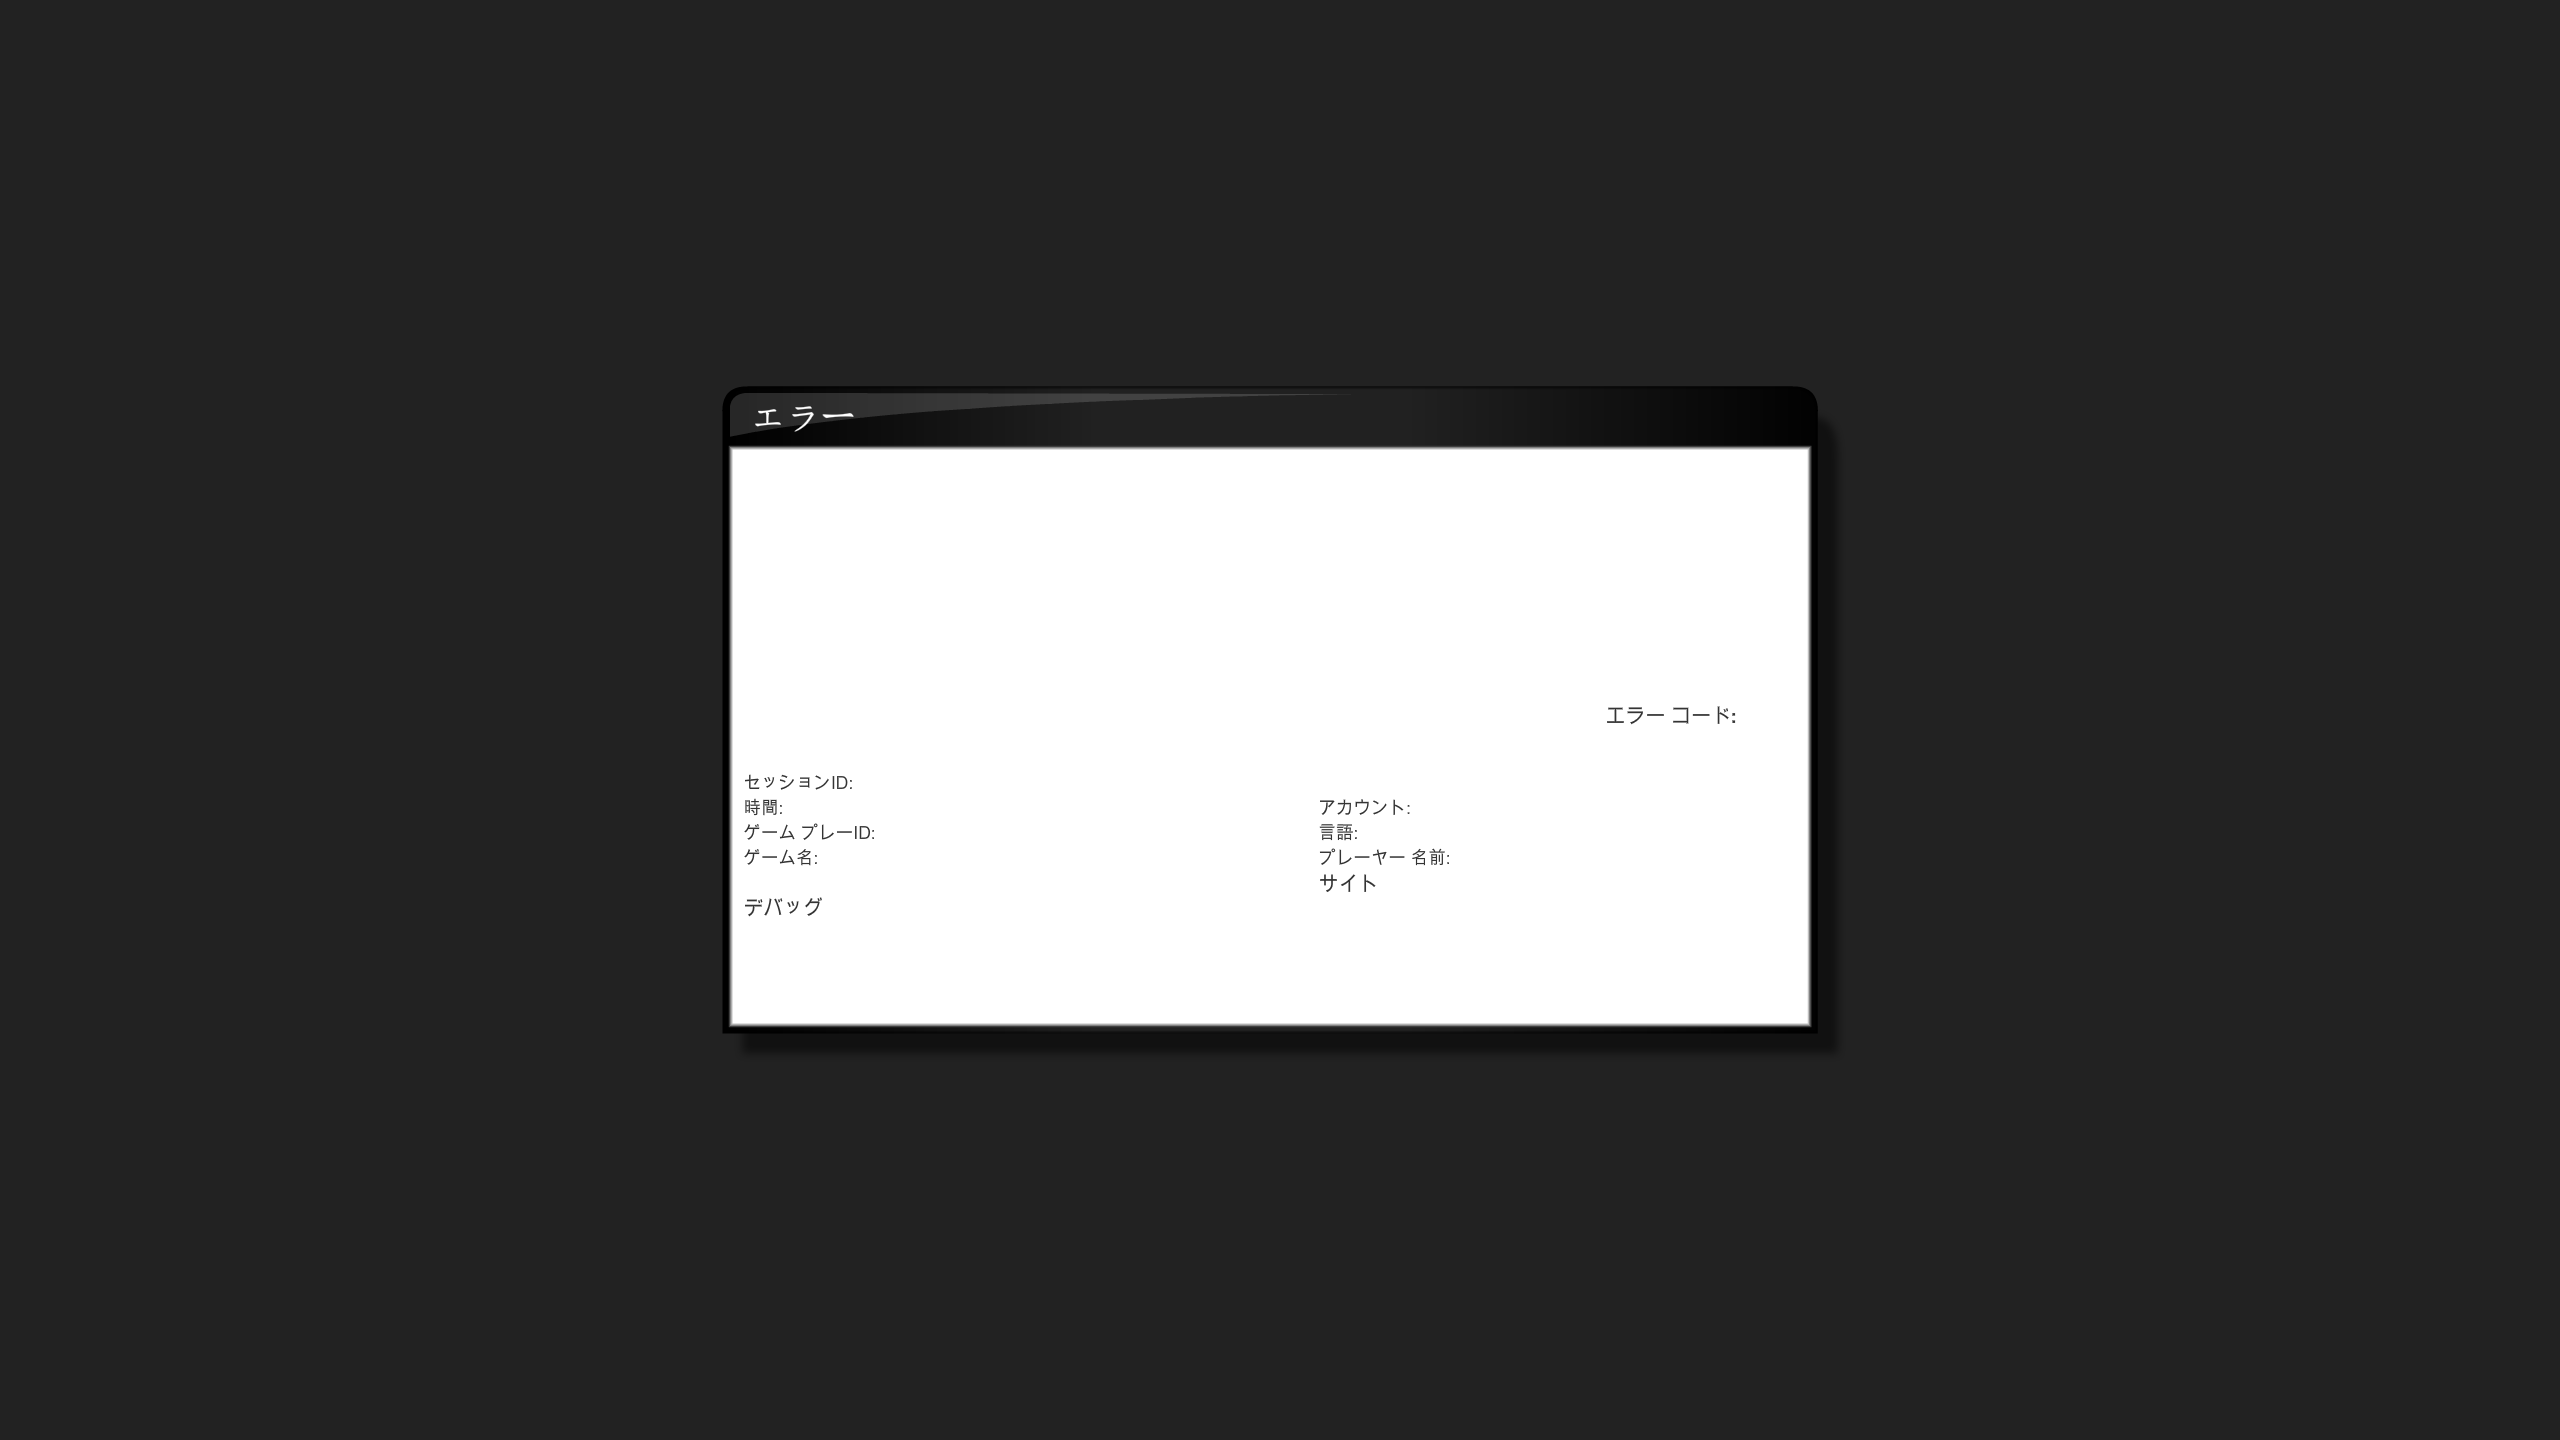 エラー
エラー コード:
セッションID:
時間:
アカウント:
ゲーム プレーID:
言語:
ゲーム名:
プレーヤー 名前:
サイト
デバッグ